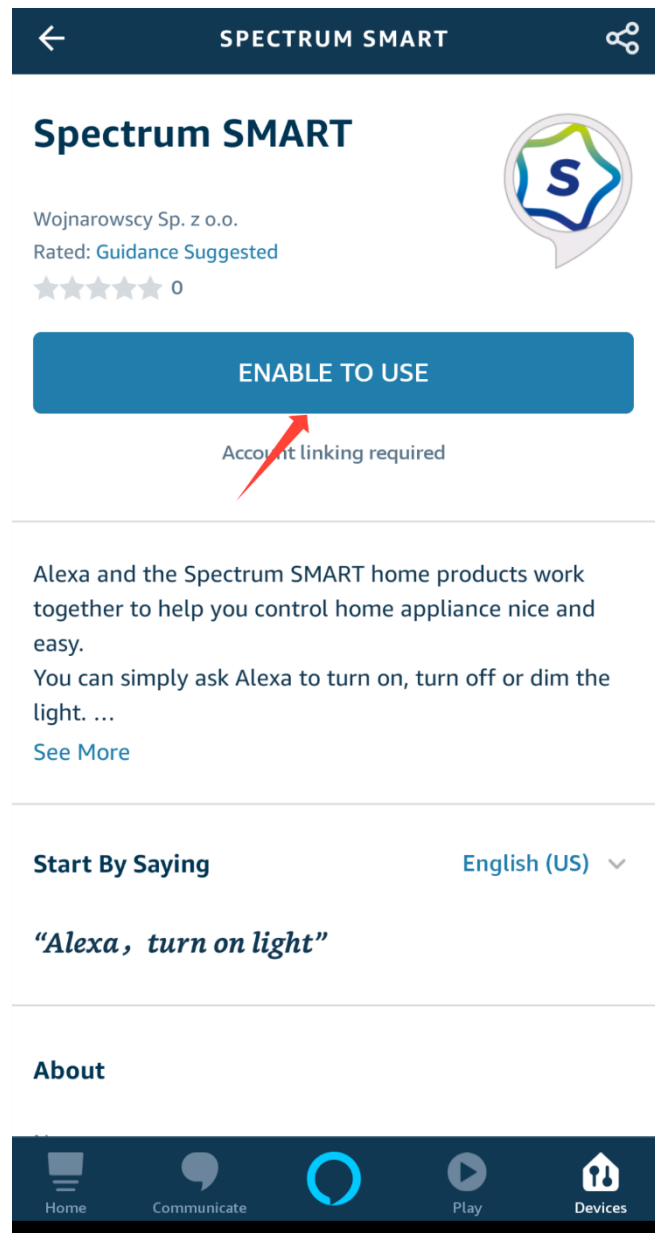 SPECTRUM SMART
Spectrum SMART
S
Wojnarowscy Sp. z o.o.
Rated: Guidance Suggested
0
ENABLE TO USE
Account linking required
Alexa and the Spectrum SMART home products work
together to help you control home appliance nice and
easy.
You can simply ask Alexa to turn on, turn off or dim the
light. …
See More
Start By Saying
English (US)
“Alexa，turn on light”
About
Home
Communicate
Play
Devices